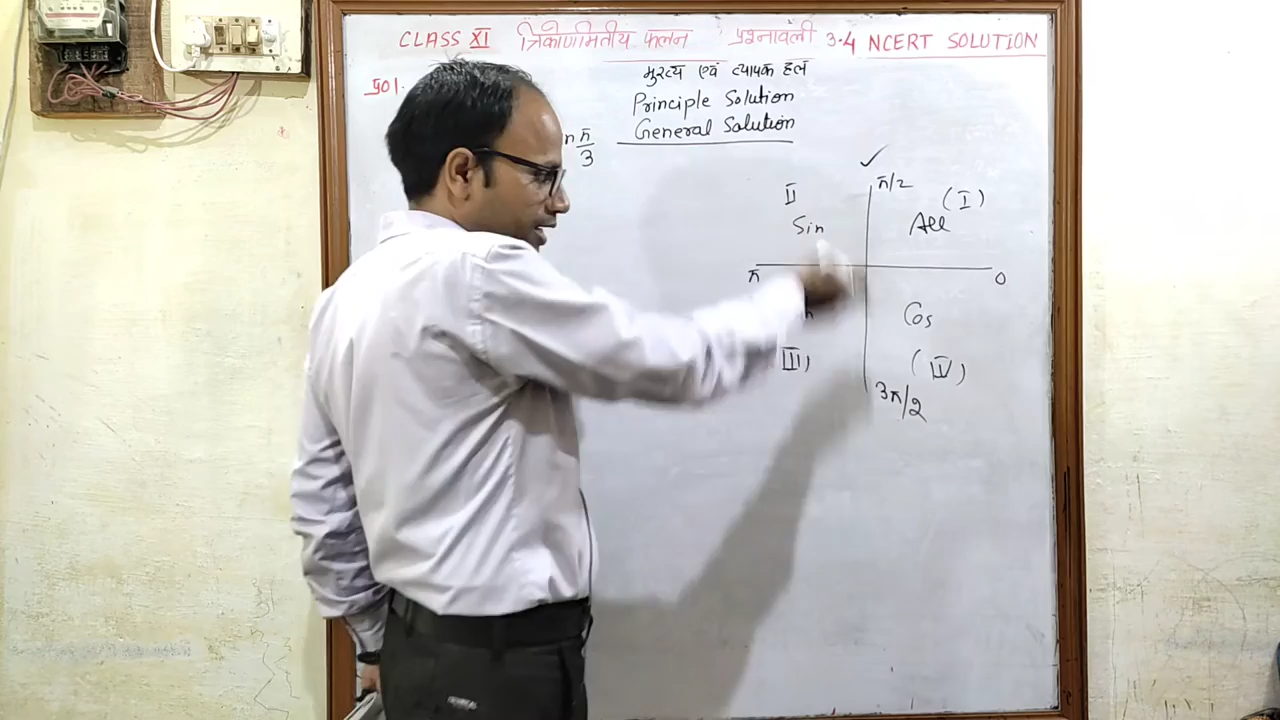 CLASS XI त्रिकोणमितीय फलन प्रश्नावली 3.4 NCERT SOLUTION
मुख्य एवं व्यापक हल
प्र01.
Principle Solution
General Solution
n π/3
π/2
II
(I)
Sin
All
π
0
n
Cos
III)
(IV)
3π/2